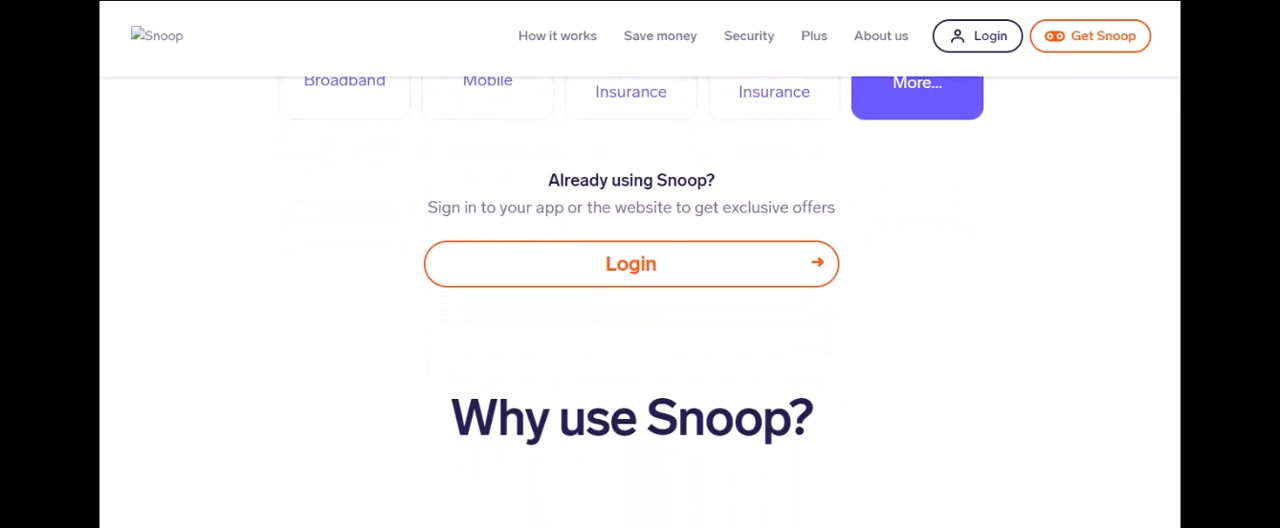 Snoop
How it works Save money Security Plus About us Login Get Snoop
Broadband Mobile Insurance Insurance More...
Already using Snoop?
Sign in to your app or the website to get exclusive offers
Login
Why use Snoop?